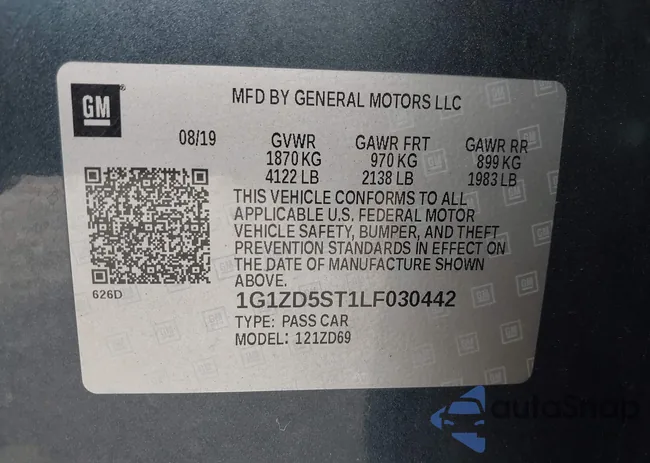 GM
MFD BY GENERAL MOTORS LLC
08/19 GVWR GAWR FRT GAWR RR
1870 KG 970 KG 899 KG
4122 LB 2138 LB 1983 LB
THIS VEHICLE CONFORMS TO ALL
APPLICABLE U.S. FEDERAL MOTOR
VEHICLE SAFETY, BUMPER, AND THEFT
PREVENTION STANDARDS IN EFFECT ON
THE DATE OF MANUFACTURE SHOWN
ABOVE.
626D
1G1ZD5ST1LF030442
TYPE: PASS CAR
MODEL: 121ZD69
autoSnap